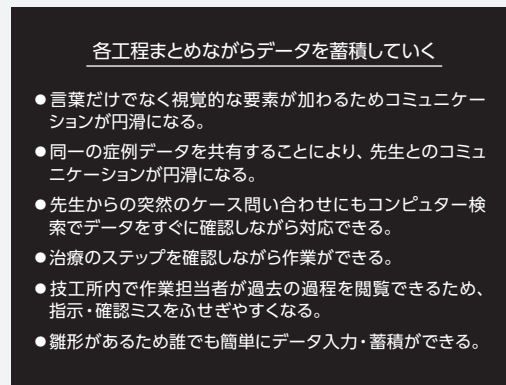 各工程まとめながらデータを蓄積していく
●言葉だけでなく視覚的な要素が加わるためコミュニケー
ションが円滑になる。
●同一の症例データを共有することにより、先生とのコミュ
ニケーションが円滑になる。
●先生からの突然のケース問い合わせにもコンピュター検
索でデータをすぐに確認しながら対応できる。
●治療のステップを確認しながら作業ができる。
●技工所内で作業担当者が過去の過程を閲覧できるため、
指示・確認ミスをふせぎやすくなる。
●雛形があるため誰でも簡単にデータ入力・蓄積ができる。